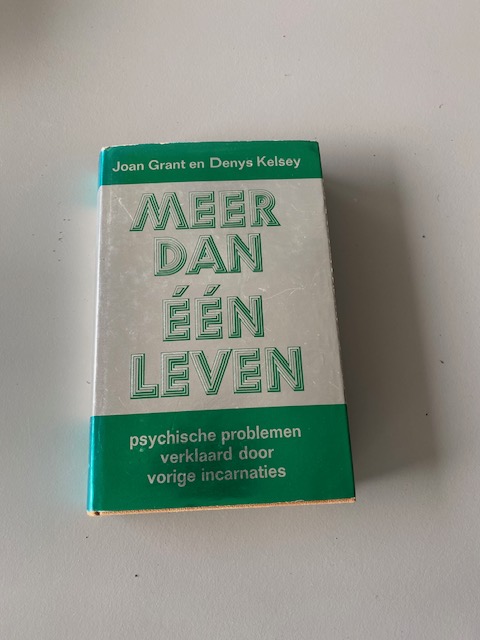 Joan Grant en Denys Kelsey
MEER
DAN
ÉÉN
LEVEN
psychische problemen
verklaard door
vorige incarnaties